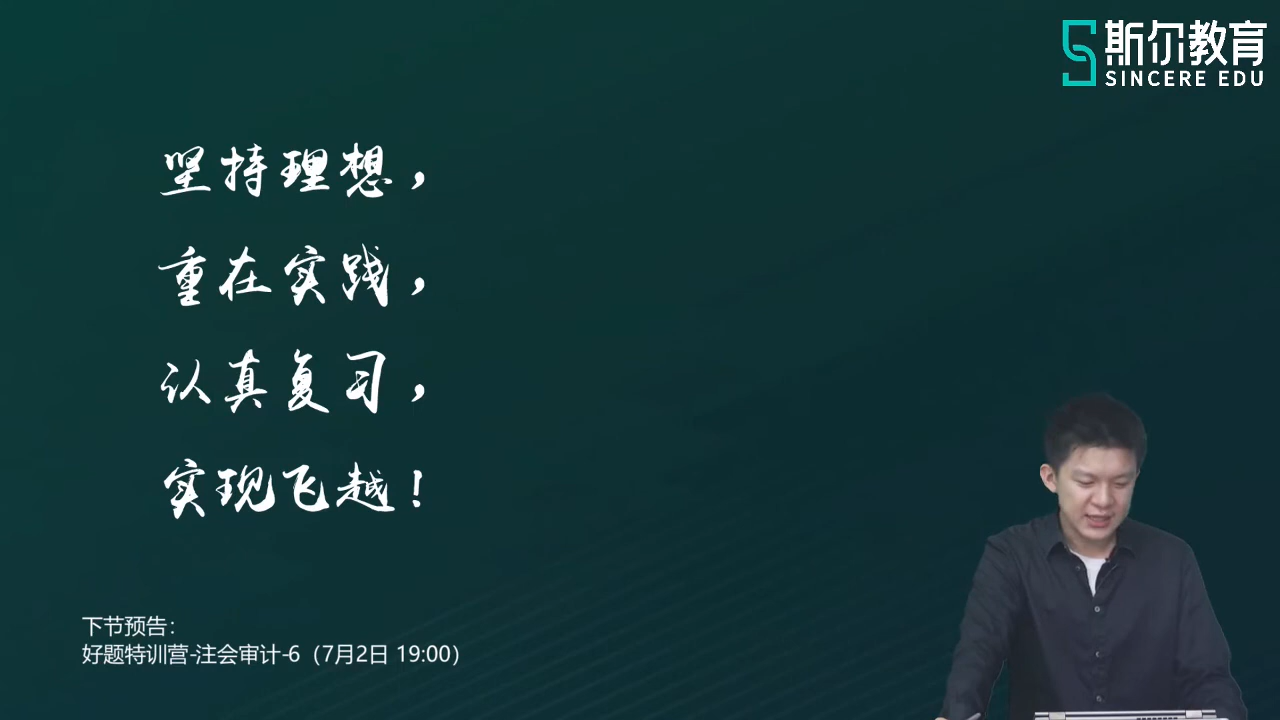 斯尔教育
SINCERE EDU
坚持理想，
重在实践，
认真复习，
实现飞越！
下节预告：
好题特训营-注会审计-6（7月2日 19:00）